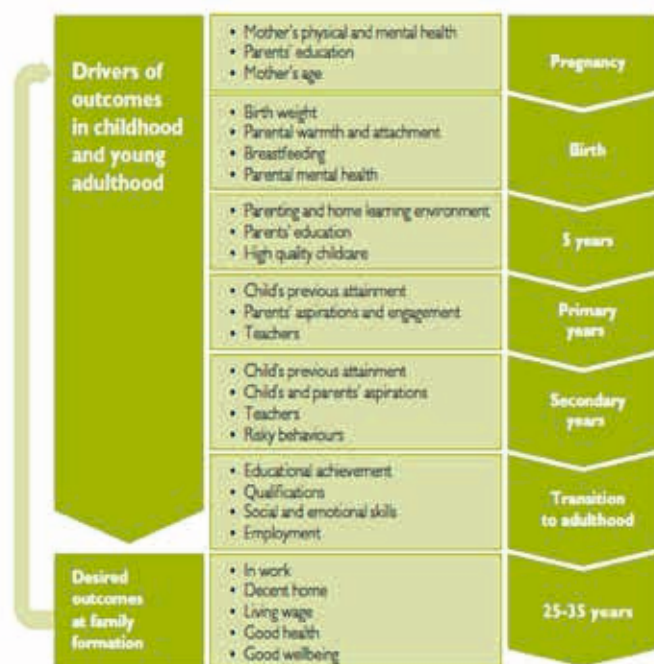 Drivers of
outcomes
in childhood
and young
adulthood
• Mother's physical and mental health
• Parents' education
• Mother's age
Pregnancy
• Birth weight
• Parental warmth and attachment
• Breastfeeding
• Parental mental health
Birth
• Parenting and home learning environment
• Parents' education
• High quality childcare
5 years
• Child's previous attainment
• Parents' aspirations and engagement
• Teachers
Primary
years
• Child's previous attainment
• Child's and parents' aspirations
• Teachers
• Risky behaviours
Secondary
years
• Educational achievement
• Qualifications
• Social and emotional skills
• Employment
Transition
to adulthood
Desired
outcomes
at family
formation
• In work
• Decent home
• Living wage
• Good health
• Good wellbeing
25-35 years